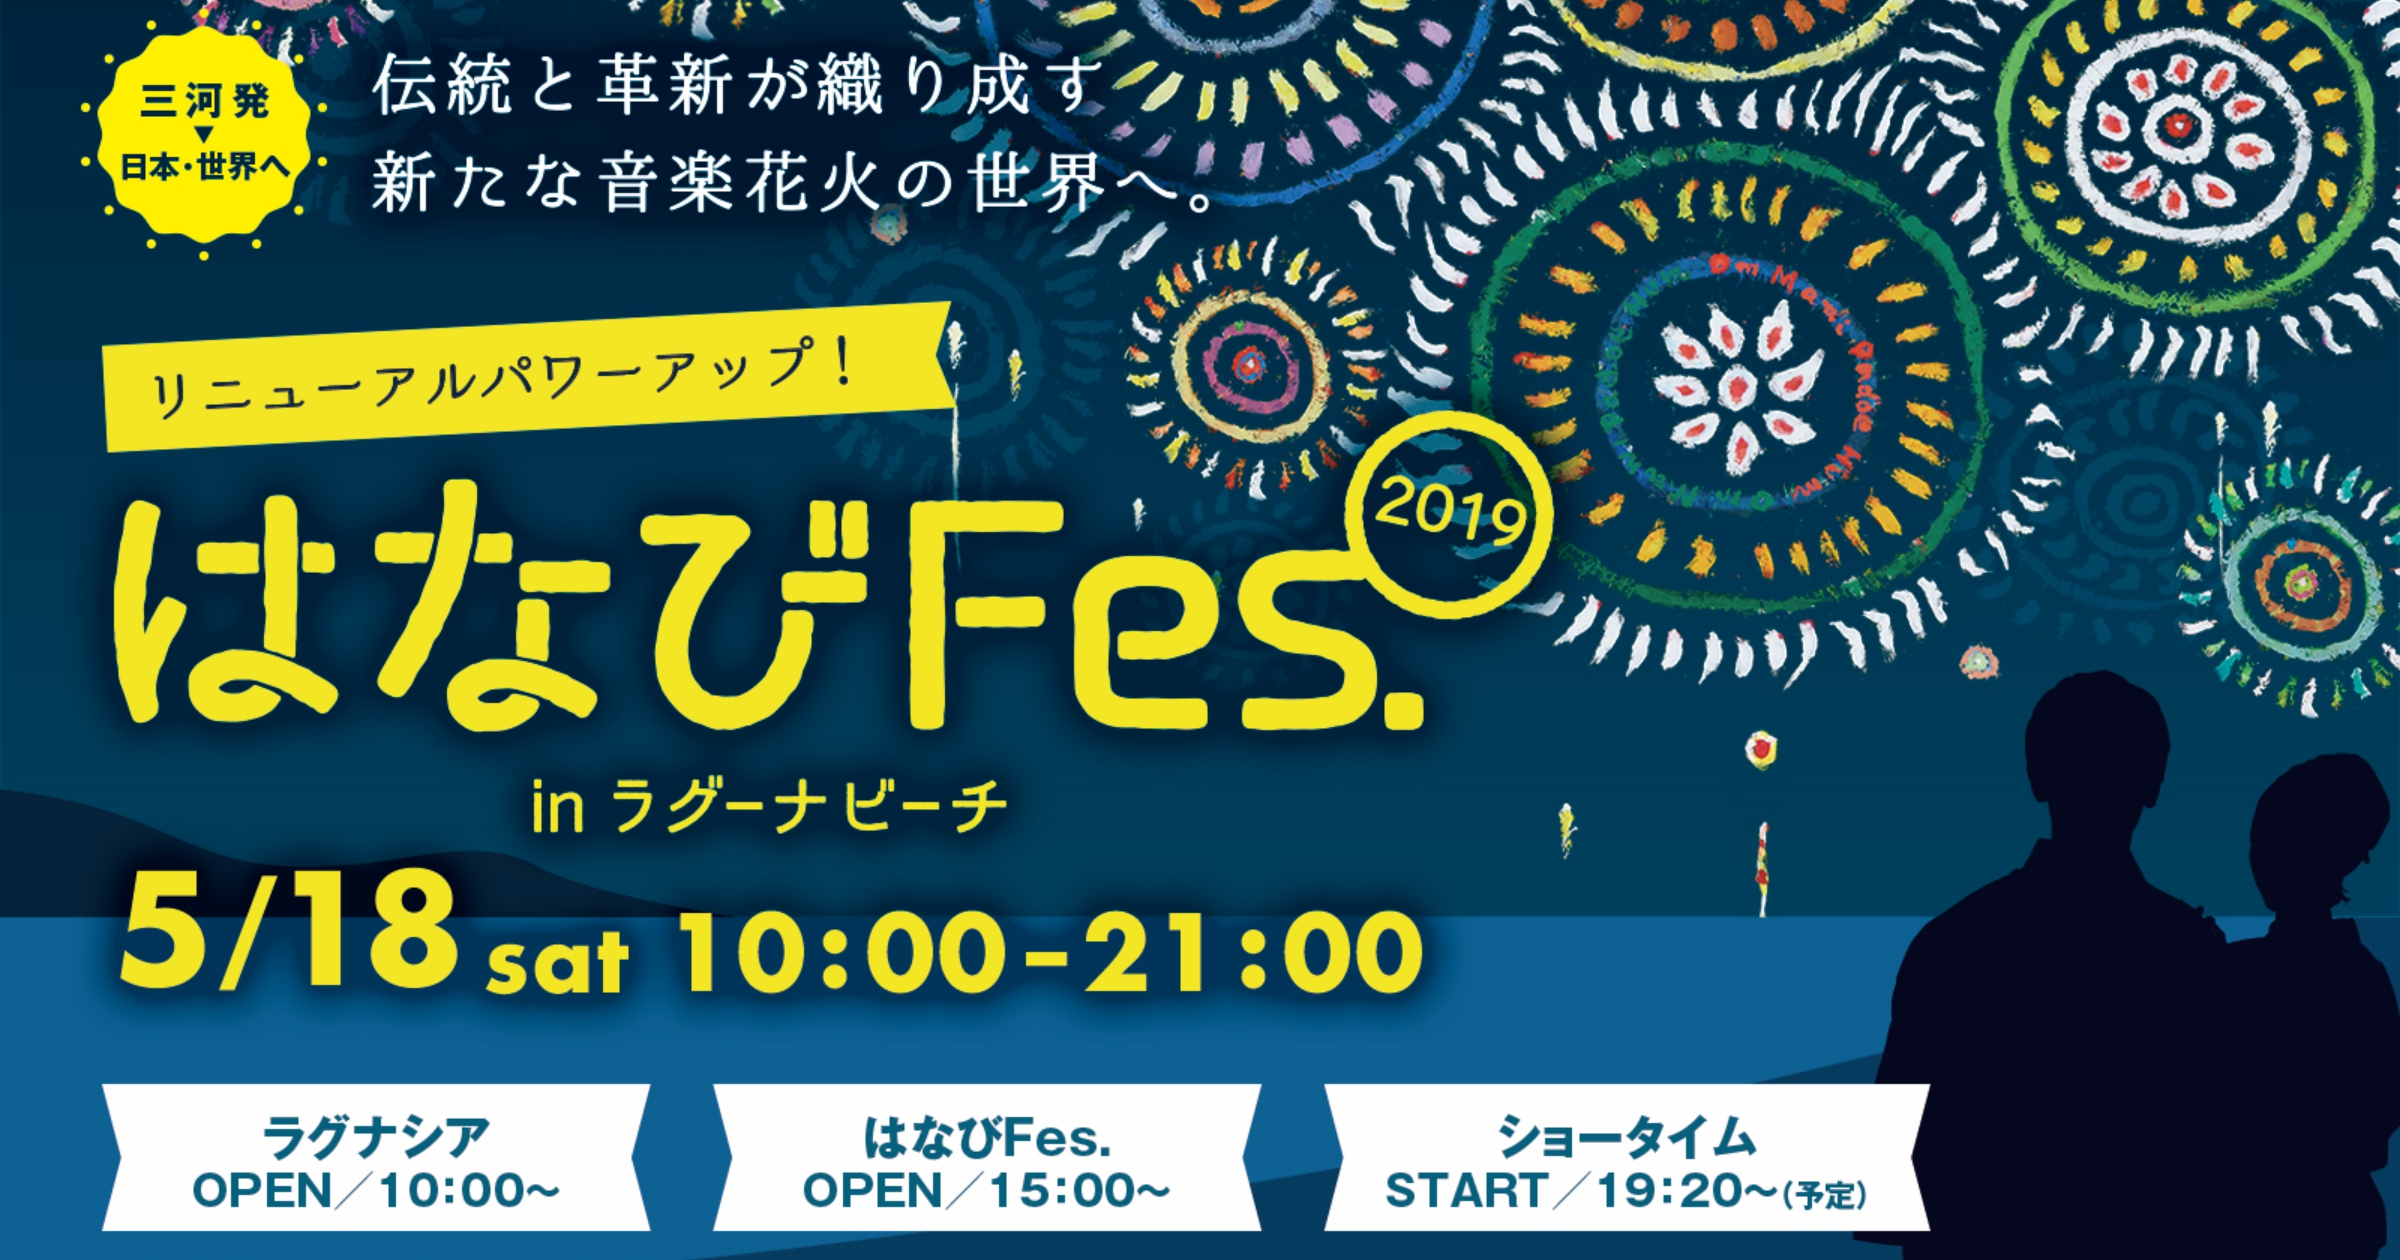 三河発
▼
日本・世界へ
伝統と革新が織り成す
新たな音楽花火の世界へ。
リニューアルパワーアップ!
はなびFes.
2019
in ラグーナビーチ
5/18 sat 10:00-21:00
ラグナシア
OPEN/10:00〜
はなびFes.
OPEN/15:00〜
ショータイム
START/19:20〜(予定)